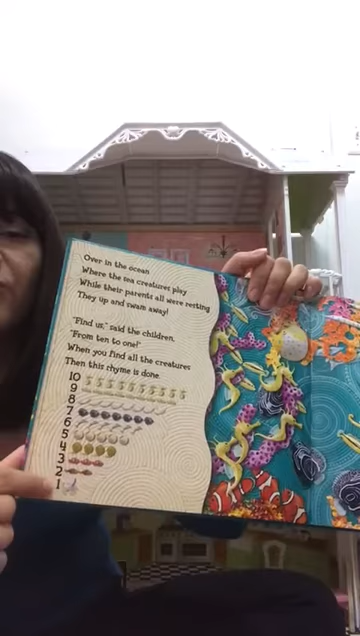 Over in the ocean
Where the sea creatures play
While their parents all were resting
They up and swam away!
"Find us," said the children,
"From ten to one!"
When you find all the creatures
Then this rhyme is done.
10
9
8
7
6
5
4
3
2
1